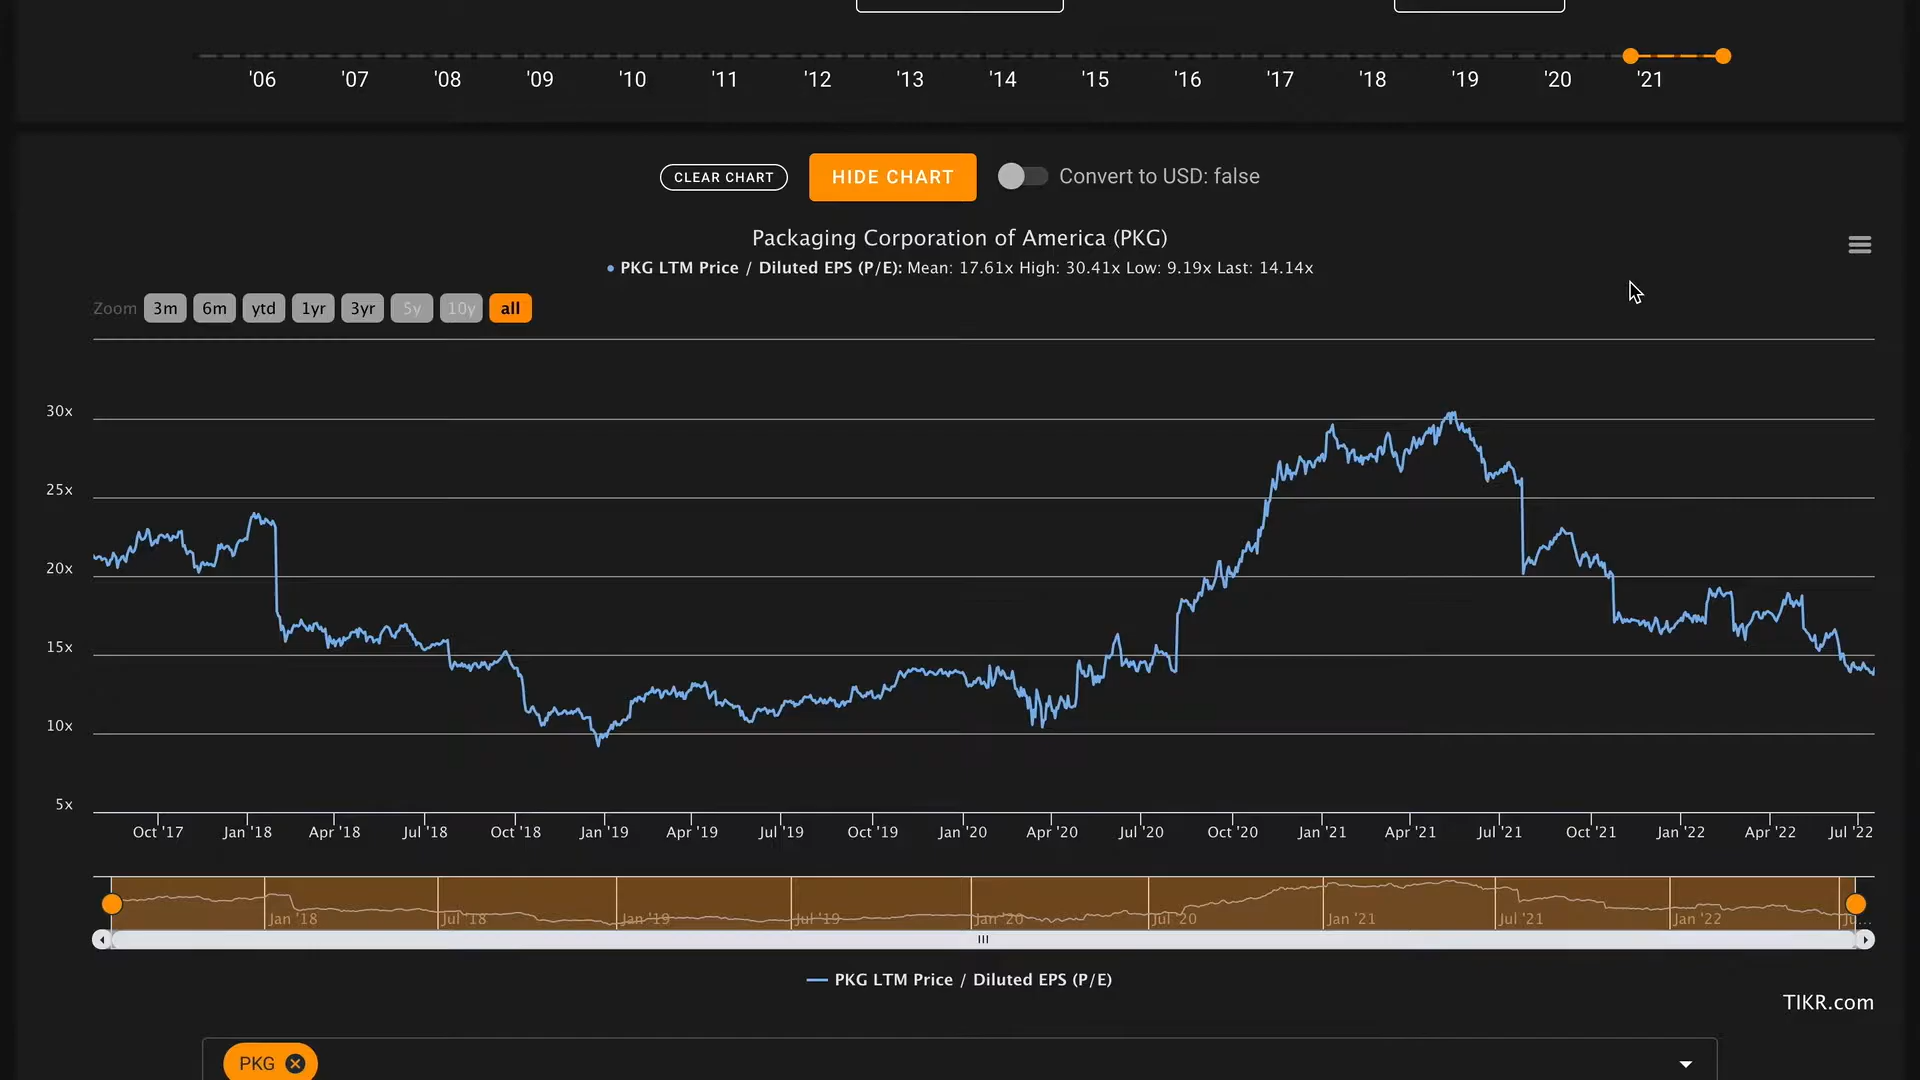 '06 '07 '08 '09 '10 '11 '12 '13 '14 '15 '16 '17 '18 '19 '20 '21
CLEAR CHART HIDE CHART Convert to USD: false
Packaging Corporation of America (PKG)
PKG LTM Price / Diluted EPS (P/E): Mean: 17.61x High: 30.41x Low: 9.19x Last: 14.14x
Zoom 3m 6m ytd 1yr 3yr 5y 10y all
30x
25x
20x
15x
10x
5x
Oct '17 Jan '18 Apr '18 Jul '18 Oct '18 Jan '19 Apr '19 Jul '19 Oct '19 Jan '20 Apr '20 Jul '20 Oct '20 Jan '21 Apr '21 Jul '21 Oct '21 Jan '22 Apr '22 Jul '22
Jan '18 Jul '18 Jan '19 Jul '19 Jan '20 Jul '20 Jan '21 Jul '21 Jan '22 Ju…
PKG LTM Price / Diluted EPS (P/E)
TIKR.com
PKG